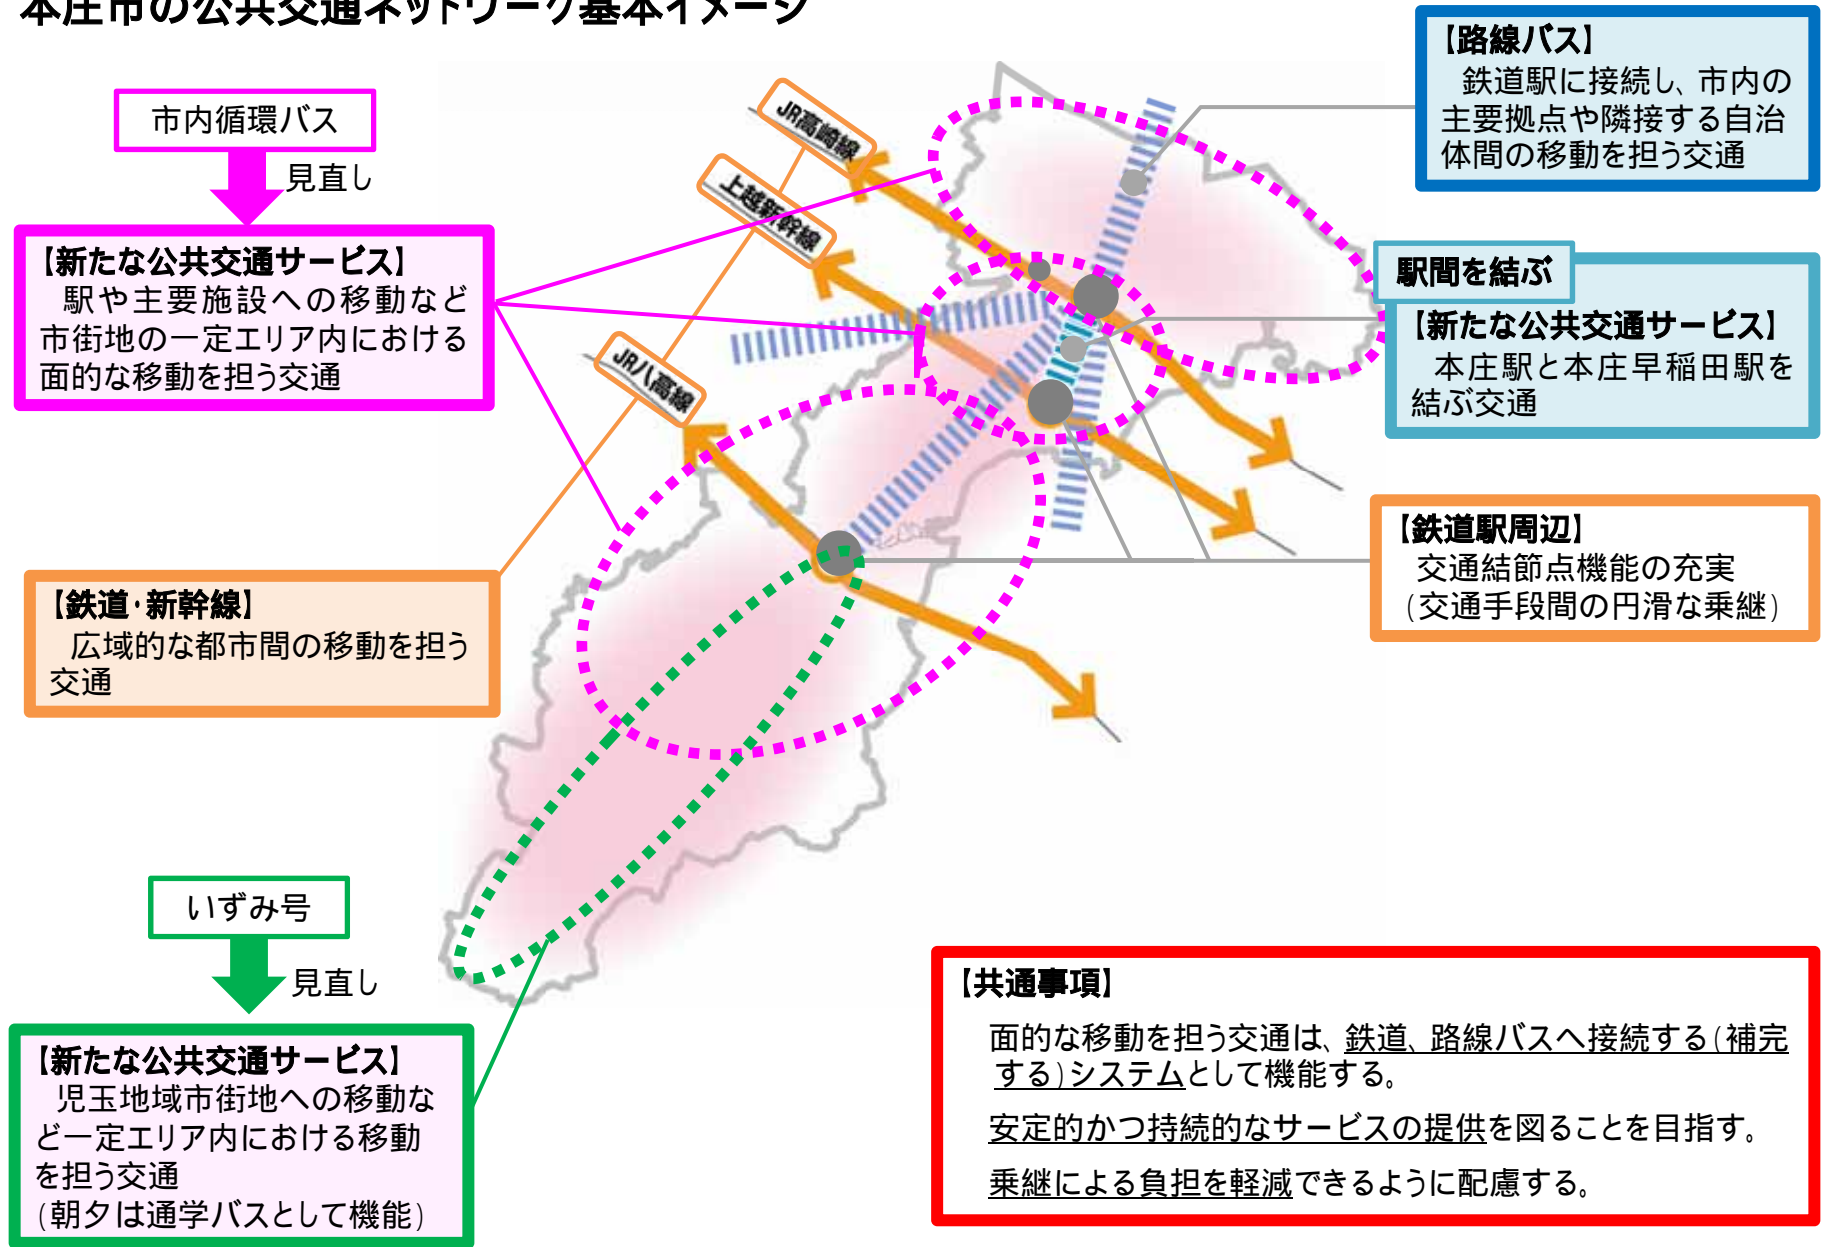 本庄市の公共交通ネットワーク基本イメージ
市内循環バス
見直し
【新たな公共交通サービス】
駅や主要施設への移動など
市街地の一定エリア内における
面的な移動を担う交通
【鉄道・新幹線】
広域的な都市間の移動を担う
交通
いずみ号
見直し
【新たな公共交通サービス】
児玉地域市街地への移動な
ど一定エリア内における移動
を担う交通
(朝夕は通学バスとして機能)
JR高崎線
上越新幹線
JR八高線
【路線バス】
鉄道駅に接続し、市内の
主要拠点や隣接する自治
体間の移動を担う交通
駅間を結ぶ
【新たな公共交通サービス】
本庄駅と本庄早稲田駅を
結ぶ交通
【鉄道駅周辺】
交通結節点機能の充実
(交通手段間の円滑な乗継)
【共通事項】
面的な移動を担う交通は、鉄道、路線バスへ接続する(補完
する)システムとして機能する。
安定的かつ持続的なサービスの提供を図ることを目指す。
乗継による負担を軽減できるように配慮する。